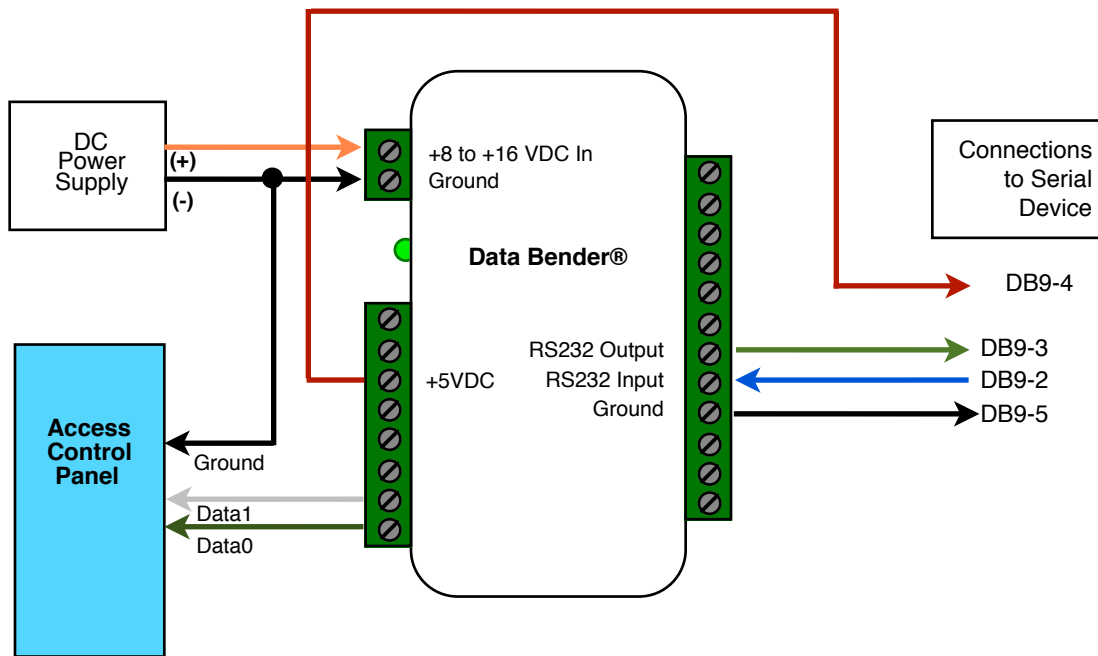 DC
Power
Supply
(+)
(-)
+8 to +16 VDC In
Ground
Data Bender®
Connections
to Serial
Device
DB9-4
RS232 Output
DB9-3
+5VDC
RS232 Input
DB9-2
Ground
DB9-5
Access
Control
Panel
Ground
Data1
Data0